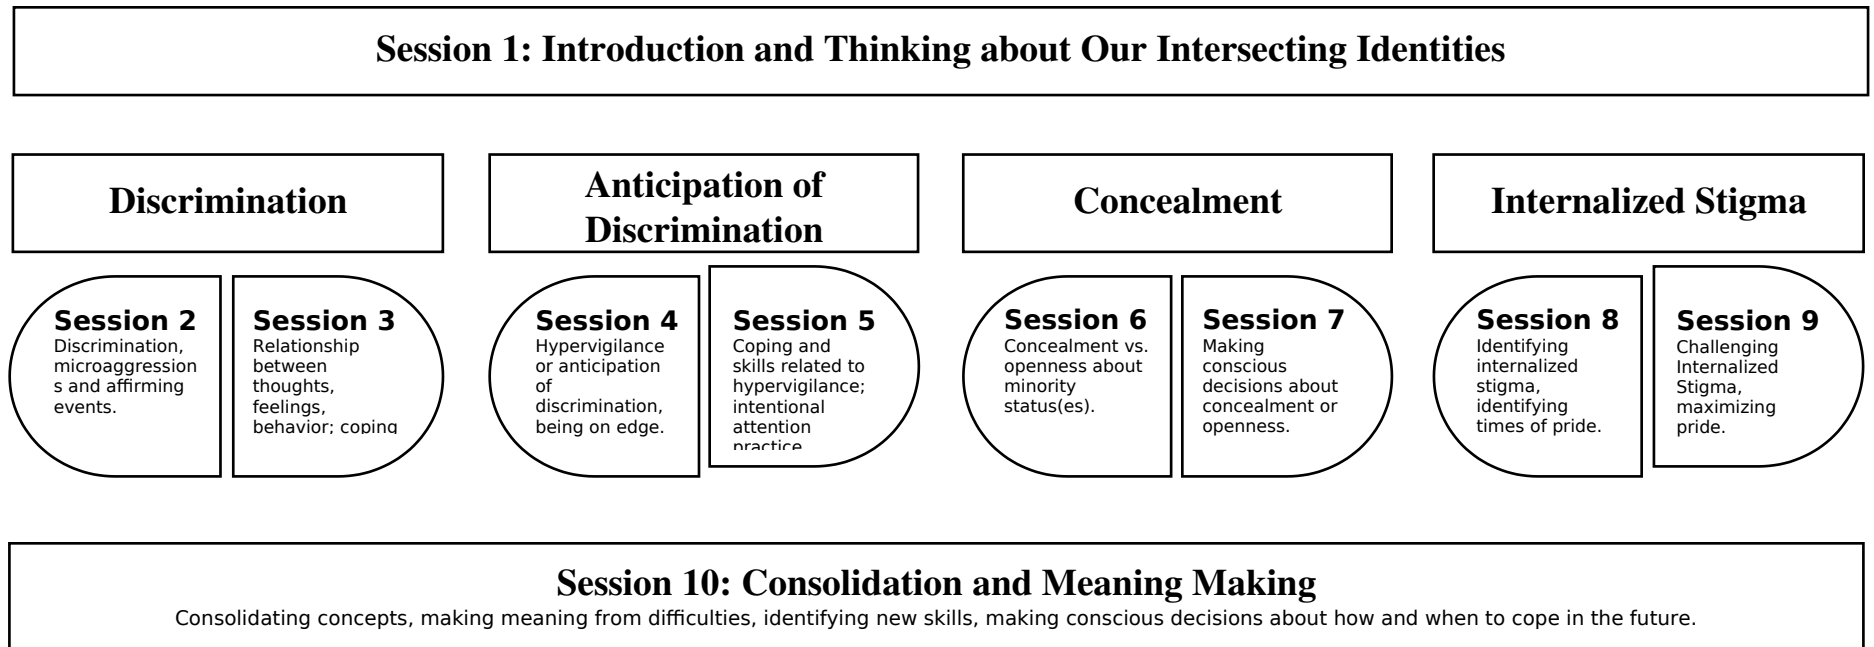 Session 1: Introduction and Thinking about Our Intersecting Identities
Discrimination
Anticipation of
Discrimination
Concealment
Internalized Stigma
Session 2
Discrimination,
microaggression
s and affirming
events.
Session 3
Relationship
between
thoughts,
feelings,
behavior; coping
Session 4
Hypervigilance
or anticipation
of
discrimination,
being on edge.
Session 5
Coping and
skills related to
hypervigilance;
intentional
attention
practice
Session 6
Concealment vs.
openness about
minority
status(es).
Session 7
Making
conscious
decisions about
concealment or
openness.
Session 8
Identifying
internalized
stigma,
identifying
times of pride.
Session 9
Challenging
Internalized
Stigma,
maximizing
pride.
Session 10: Consolidation and Meaning Making
Consolidating concepts, making meaning from difficulties, identifying new skills, making conscious decisions about how and when to cope in the future.